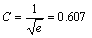 C = 1/√e = 0.607